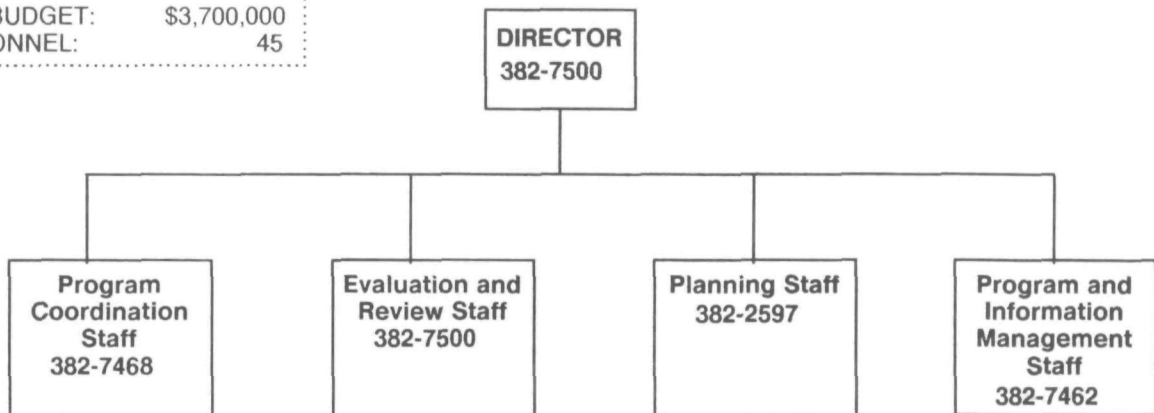 BUDGET: $3,700,000
ONNEL: 45
DIRECTOR
382-7500
Program
Coordination
Staff
382-7468
Evaluation and
Review Staff
382-7500
Planning Staff
382-2597
Program and
Information
Management
Staff
382-7462